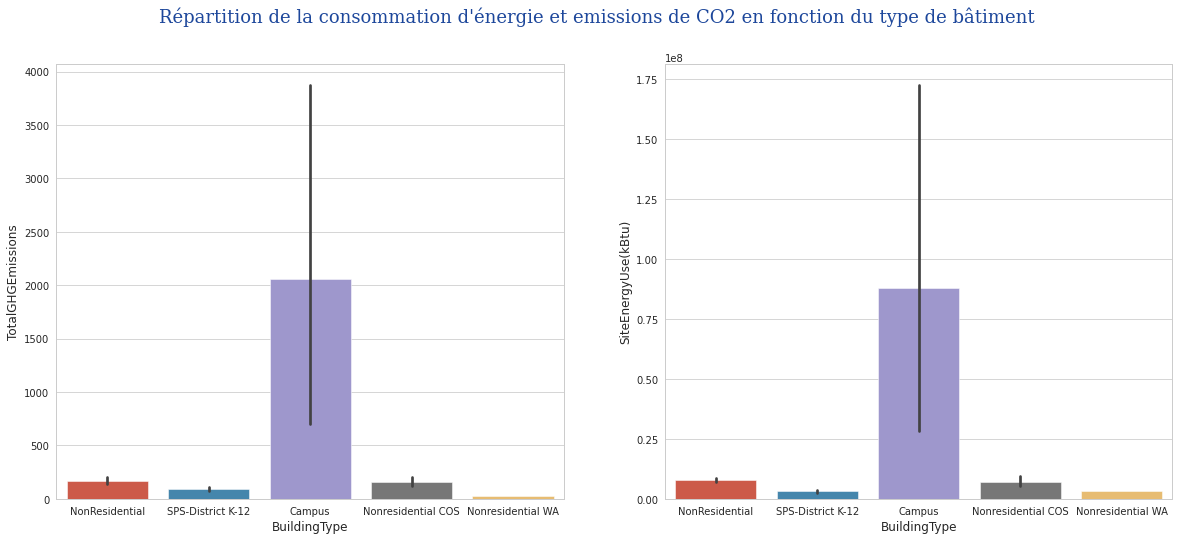 Répartition de la consommation d'énergie et emissions de CO2 en fonction du type de bâtiment
4000
3500
3000
2500
2000
1500
1000
500
0
TotalGHGEmissions
NonResidential SPS-District K-12 Campus Nonresidential COS Nonresidential WA
BuildingType
1e8
1.75
1.50
1.25
1.00
0.75
0.50
0.25
0.00
SiteEnergyUse(kBtu)
NonResidential SPS-District K-12 Campus Nonresidential COS Nonresidential WA
BuildingType